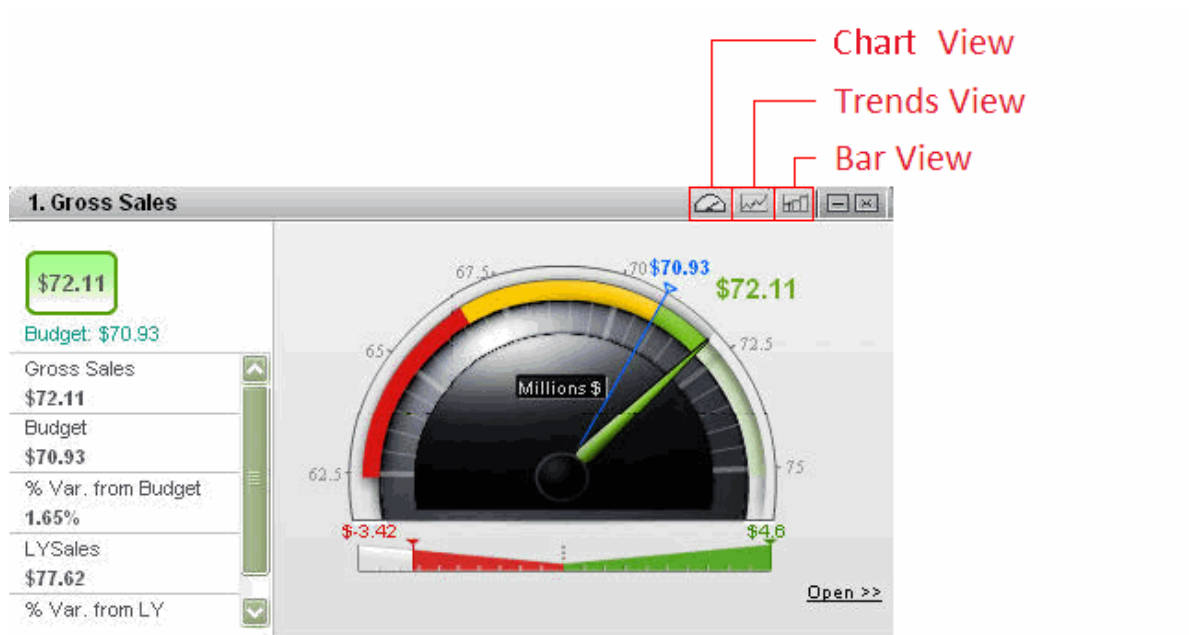 Chart View
Trends View
Bar View
1. Gross Sales
$72.11
Budget: $70.93
Gross Sales
$72.11
Budget
$70.93
% Var. from Budget
1.65%
LYSales
$77.62
% Var. from LY
62.5
65
67.5
70
$70.93
$72.11
72.5
75
Millions $
$-3.42
$4.6
Open >>